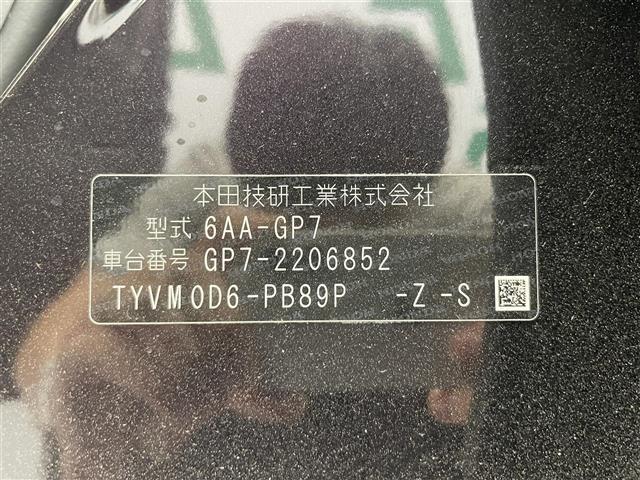 本田技研工業株式会社
型式 6AA-GP7
車台番号 GP7-2206852
TYVM0D6-PB89P -Z -S